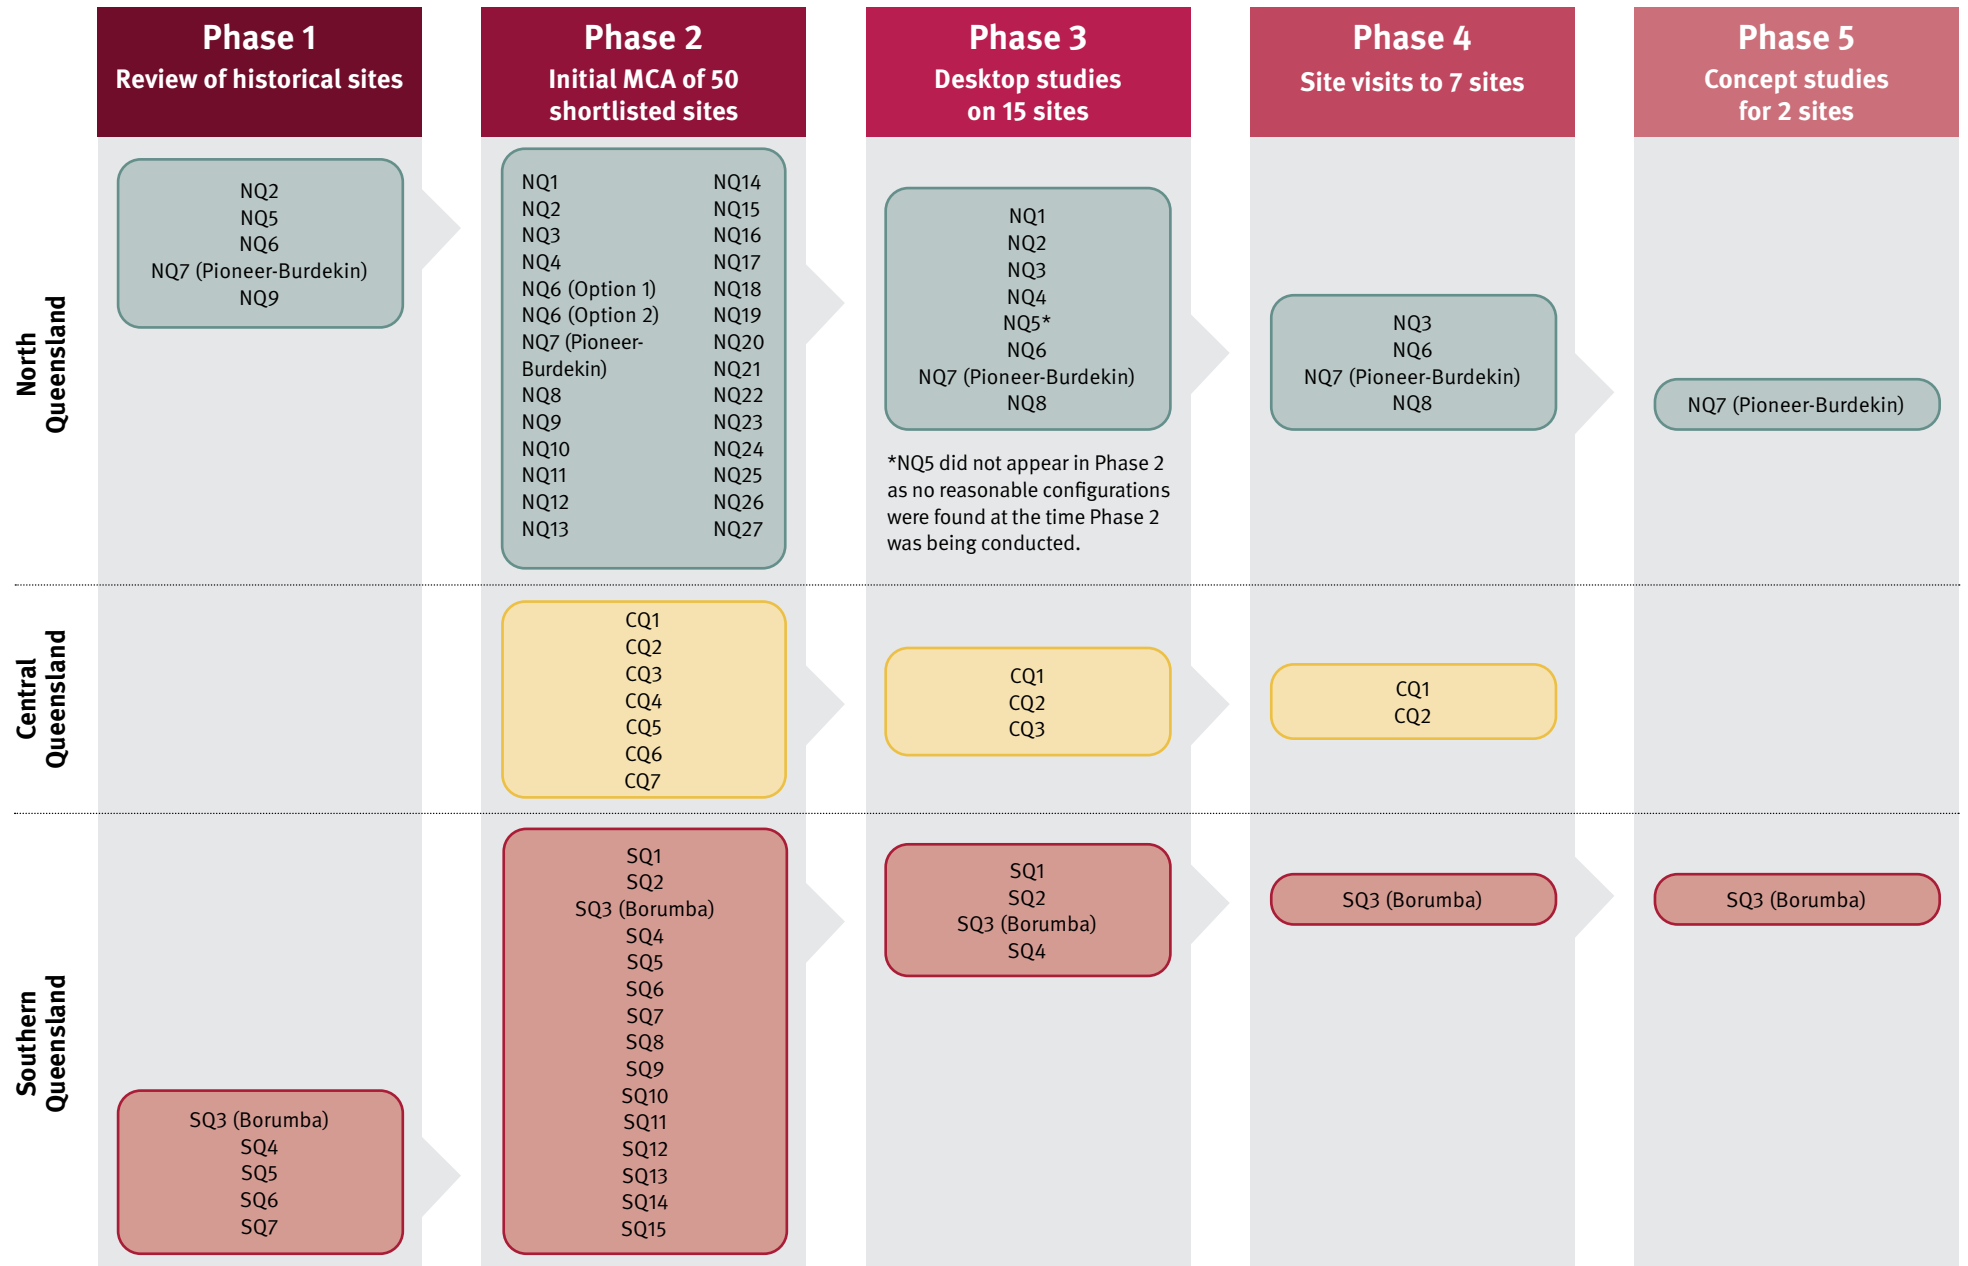 Phase 1
Review of historical sites
Phase 2
Initial MCA of 50
shortlisted sites
Phase 3
Desktop studies
on 15 sites
Phase 4
Site visits to 7 sites
Phase 5
Concept studies
for 2 sites
North
Queensland
NQ2
NQ5
NQ6
NQ7 (Pioneer-Burdekin)
NQ9
NQ1
NQ2
NQ3
NQ4
NQ6 (Option 1)
NQ6 (Option 2)
NQ7 (Pioneer-
Burdekin)
NQ8
NQ9
NQ10
NQ11
NQ12
NQ13
NQ14
NQ15
NQ16
NQ17
NQ18
NQ19
NQ20
NQ21
NQ22
NQ23
NQ24
NQ25
NQ26
NQ27
NQ1
NQ2
NQ3
NQ4
NQ5*
NQ6
NQ7 (Pioneer-Burdekin)
NQ8
*NQ5 did not appear in Phase 2
as no reasonable configurations
were found at the time Phase 2
was being conducted.
NQ3
NQ6
NQ7 (Pioneer-Burdekin)
NQ8
NQ7 (Pioneer-Burdekin)
Central
Queensland
CQ1
CQ2
CQ3
CQ4
CQ5
CQ6
CQ7
CQ1
CQ2
CQ3
CQ1
CQ2
Southern
Queensland
SQ3 (Borumba)
SQ4
SQ5
SQ6
SQ7
SQ1
SQ2
SQ3 (Borumba)
SQ4
SQ5
SQ6
SQ7
SQ8
SQ9
SQ10
SQ11
SQ12
SQ13
SQ14
SQ15
SQ1
SQ2
SQ3 (Borumba)
SQ4
SQ3 (Borumba)
SQ3 (Borumba)